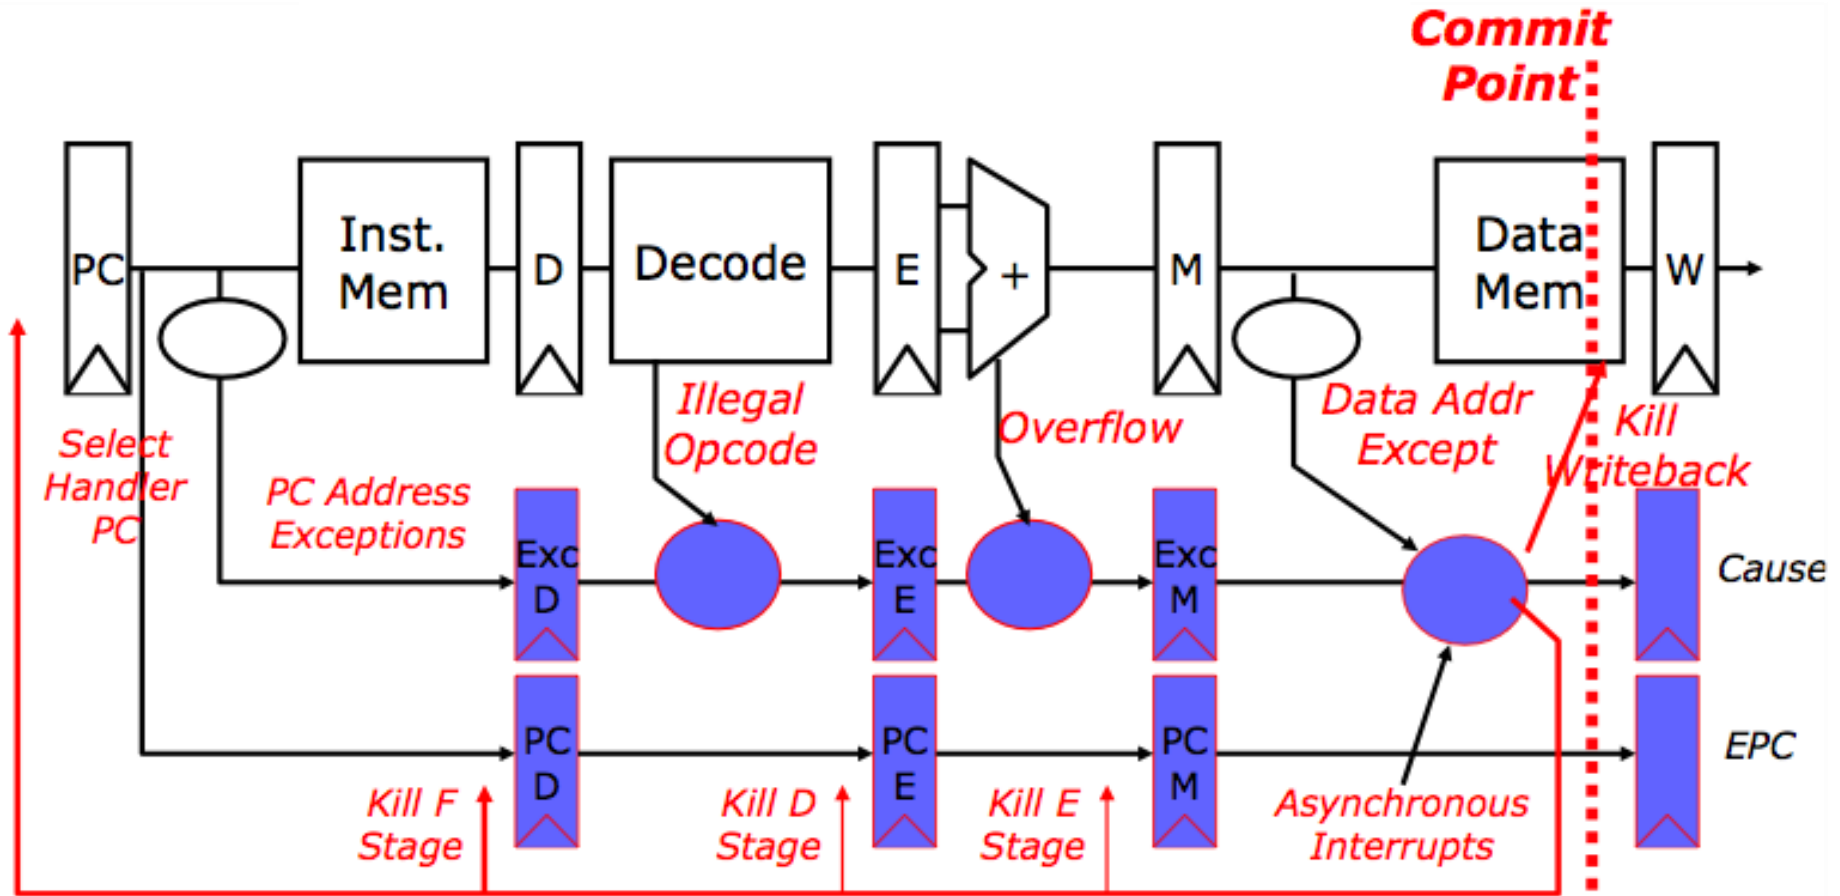 Commit
Point
PC
Inst.
Mem
D
Decode
E
+
M
Data
Mem
W
Select
Handler
PC
PC Address
Exceptions
Illegal
Opcode
Overflow
Data Addr
Except
Kill
Writeback
Exc
D
Exc
E
Exc
M
Cause
PC
D
PC
E
PC
M
EPC
Kill F
Stage
Kill D
Stage
Kill E
Stage
Asynchronous
Interrupts